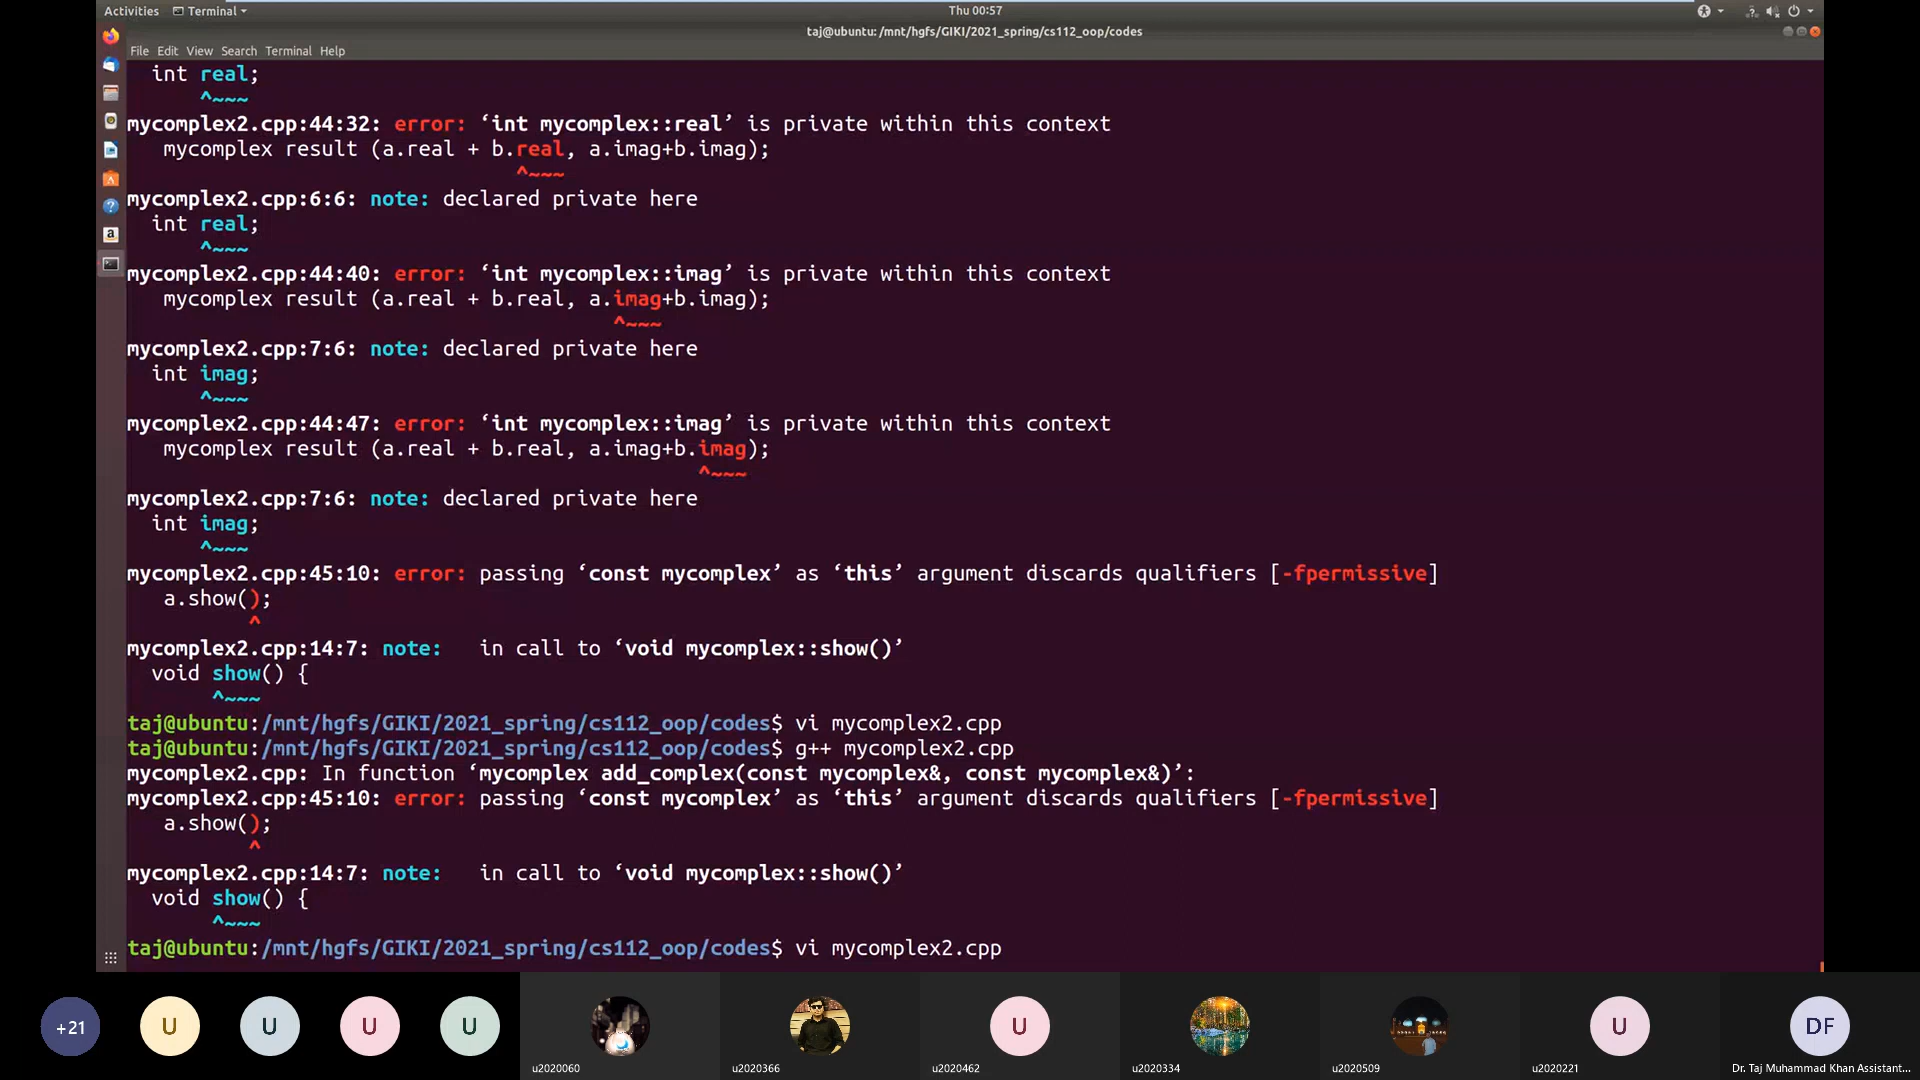 Activities Terminal Thu 00:57
taj@ubuntu: /mnt/hgfs/GIKI/2021_spring/cs112_oop/codes
File Edit View Search Terminal Help
int real;
^~~~
mycomplex2.cpp:44:32: error: ‘int mycomplex::real’ is private within this context
mycomplex result (a.real + b.real, a.imag+b.imag);
^~~~
mycomplex2.cpp:6:6: note: declared private here
int real;
^~~~
mycomplex2.cpp:44:40: error: ‘int mycomplex::imag’ is private within this context
mycomplex result (a.real + b.real, a.imag+b.imag);
^~~~
mycomplex2.cpp:7:6: note: declared private here
int imag;
^~~~
mycomplex2.cpp:44:47: error: ‘int mycomplex::imag’ is private within this context
mycomplex result (a.real + b.real, a.imag+b.imag);
^~~~
mycomplex2.cpp:7:6: note: declared private here
int imag;
^~~~
mycomplex2.cpp:45:10: error: passing ‘const mycomplex’ as ‘this’ argument discards qualifiers [-fpermissive]
a.show();
^
mycomplex2.cpp:14:7: note: in call to ‘void mycomplex::show()’
void show() {
^~~~
taj@ubuntu:/mnt/hgfs/GIKI/2021_spring/cs112_oop/codes$ vi mycomplex2.cpp
taj@ubuntu:/mnt/hgfs/GIKI/2021_spring/cs112_oop/codes$ g++ mycomplex2.cpp
mycomplex2.cpp: In function ‘mycomplex add_complex(const mycomplex&, const mycomplex&)’:
mycomplex2.cpp:45:10: error: passing ‘const mycomplex’ as ‘this’ argument discards qualifiers [-fpermissive]
a.show();
^
mycomplex2.cpp:14:7: note: in call to ‘void mycomplex::show()’
void show() {
^~~~
taj@ubuntu:/mnt/hgfs/GIKI/2021_spring/cs112_oop/codes$ vi mycomplex2.cpp
+21 U U U U U U DF
u2020060 u2020366 u2020462 u2020334 u2020509 u2020221 Dr. Taj Muhammad Khan Assistant...